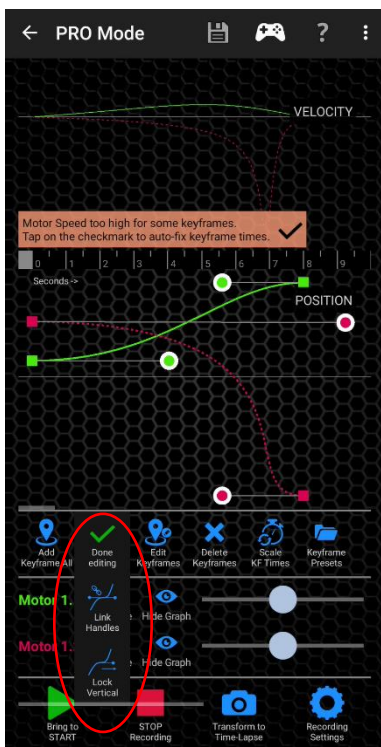 PRO Mode
?
VELOCITY
Motor Speed too high for some keyframes.
Tap on the checkmark to auto-fix keyframe times.
0 1 2 3 4 5 6 7 8 9
Seconds ->
POSITION
Add
Keyframe All
Done
editing
Edit
Keyframes
Delete
Keyframes
Scale
KF Times
Keyframe
Presets
Motor 1.
Link
Handles
Hide Graph
Motor 1.
Hide Graph
Lock
Vertical
Bring to
START
STOP
Recording
Transform to
Time-Lapse
Recording
Settings